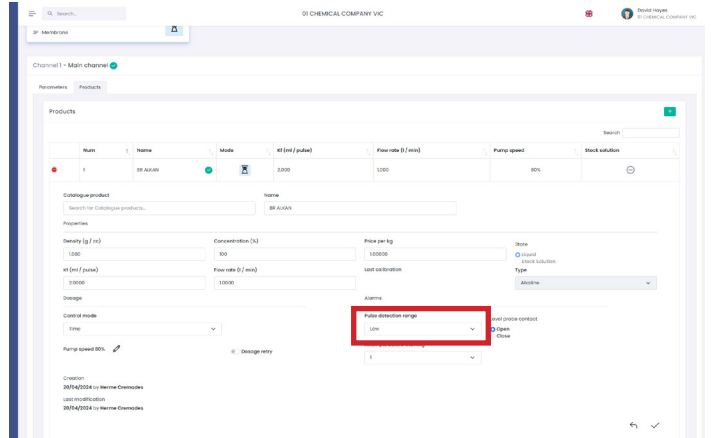 Search...
01 CHEMICAL COMPANY VIC
David Hayes
01 CHEMICAL COMPANY VIC
Membrana
Channel 1 - Main channel
Parameters Products
Products
Search
Num Name Mode Kf (ml / pulse) Flow rate (l / min) Pump speed Stock solution
1 BR ALKAN 2.000 1.000 80%
Catalogue product Name
Search for Catalogue products... BR ALKAN
Properties
Density (g / cc) Concentration (%) Price per kg State
1.000 100 1.00000 Liquid
Stock Solution
Kf (ml / pulse) Flow rate (l / min) Last calibration Type
2.0000 1.0000 Alkaline
Dosage Alarms
Control mode Pulse detection range Level probe contact
Time Low Open
Close
Pump speed 80% Dosage retry
1
Creation
20/04/2024 by Herme Cremades
Last modification
20/04/2024 by Herme Cremades